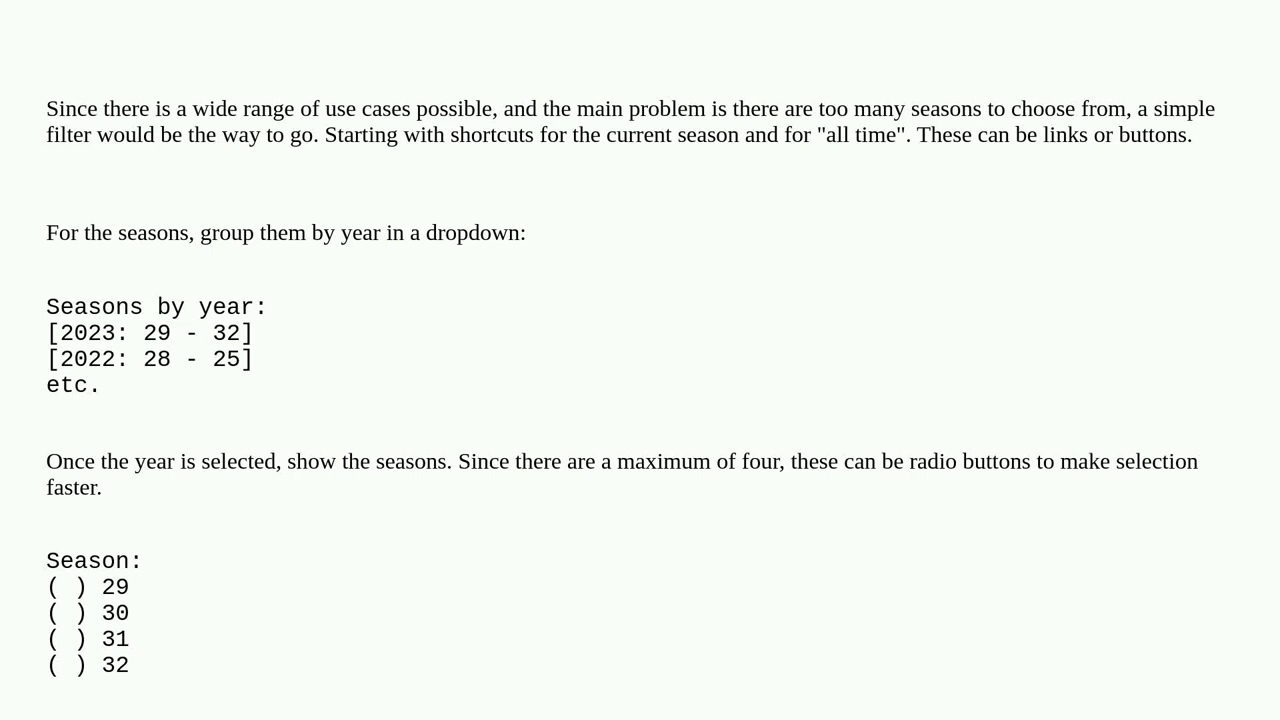 Since there is a wide range of use cases possible, and the main problem is there are too many seasons to choose from, a simple
filter would be the way to go. Starting with shortcuts for the current season and for "all time". These can be links or buttons.
For the seasons, group them by year in a dropdown:
Seasons by year:
[2023: 29 - 32]
[2022: 28 - 25]
etc.
Once the year is selected, show the seasons. Since there are a maximum of four, these can be radio buttons to make selection
faster.
Season:
( ) 29
( ) 30
( ) 31
( ) 32